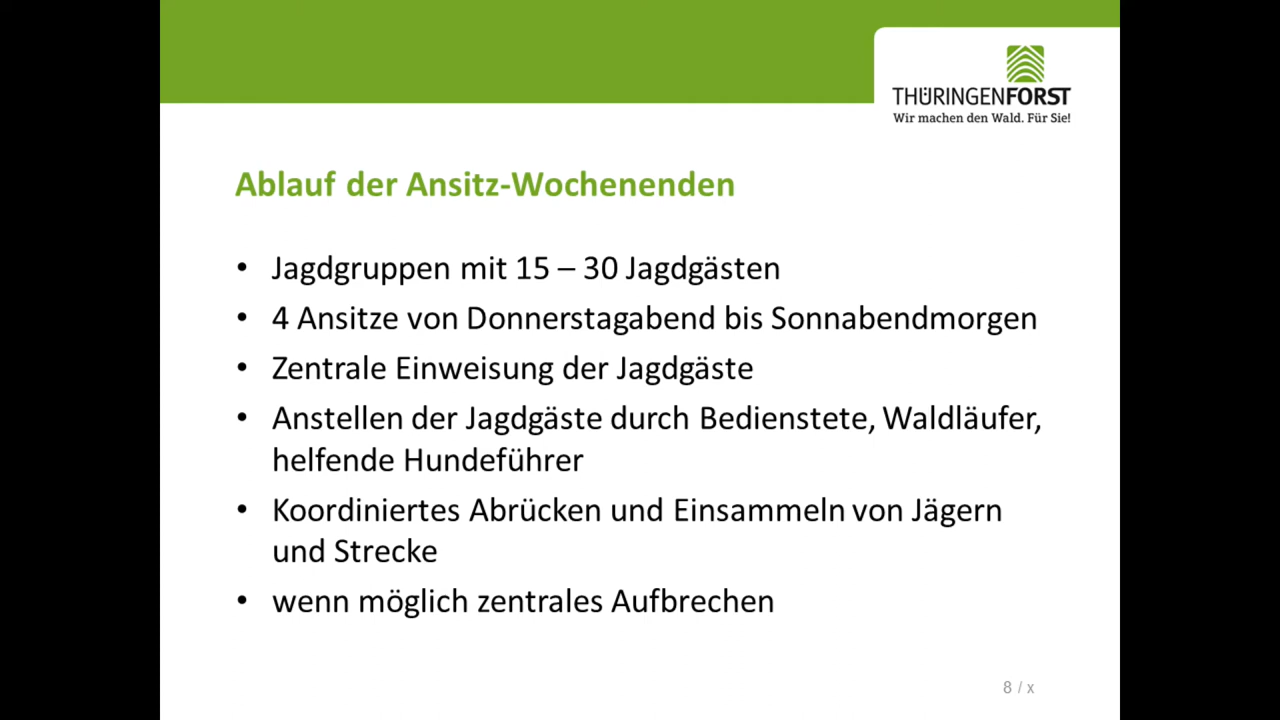 THÜRINGENFORST
Wir machen den Wald. Für Sie!
Ablauf der Ansitz-Wochenenden
• Jagdgruppen mit 15 – 30 Jagdgästen
• 4 Ansitze von Donnerstagabend bis Sonnabendmorgen
• Zentrale Einweisung der Jagdgäste
• Anstellen der Jagdgäste durch Bedienstete, Waldläufer,
helfende Hundeführer
• Koordiniertes Abrücken und Einsammeln von Jägern
und Strecke
• wenn möglich zentrales Aufbrechen
8 / x